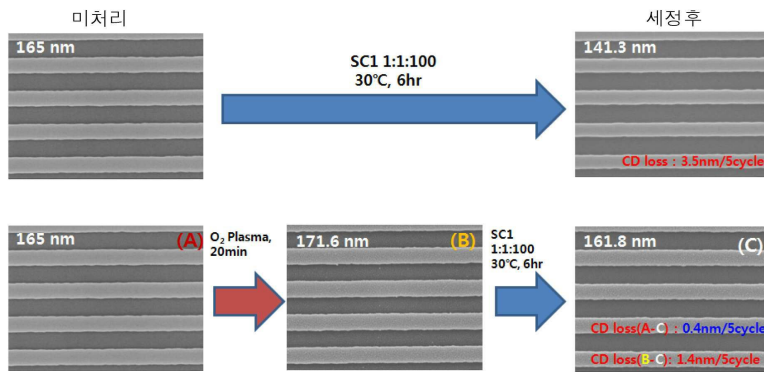 미처리
세정후
165 nm
SC1 1:1:100
30℃, 6hr
141.3 nm
CD loss : 3.5nm/5cycle
165 nm
(A)
O₂ Plasma,
20min
171.6 nm
(B)
SC1
1:1:100
30℃, 6hr
161.8 nm
(C)
CD loss(A-C) : 0.4nm/5cycle
CD loss(B-C): 1.4nm/5cycle